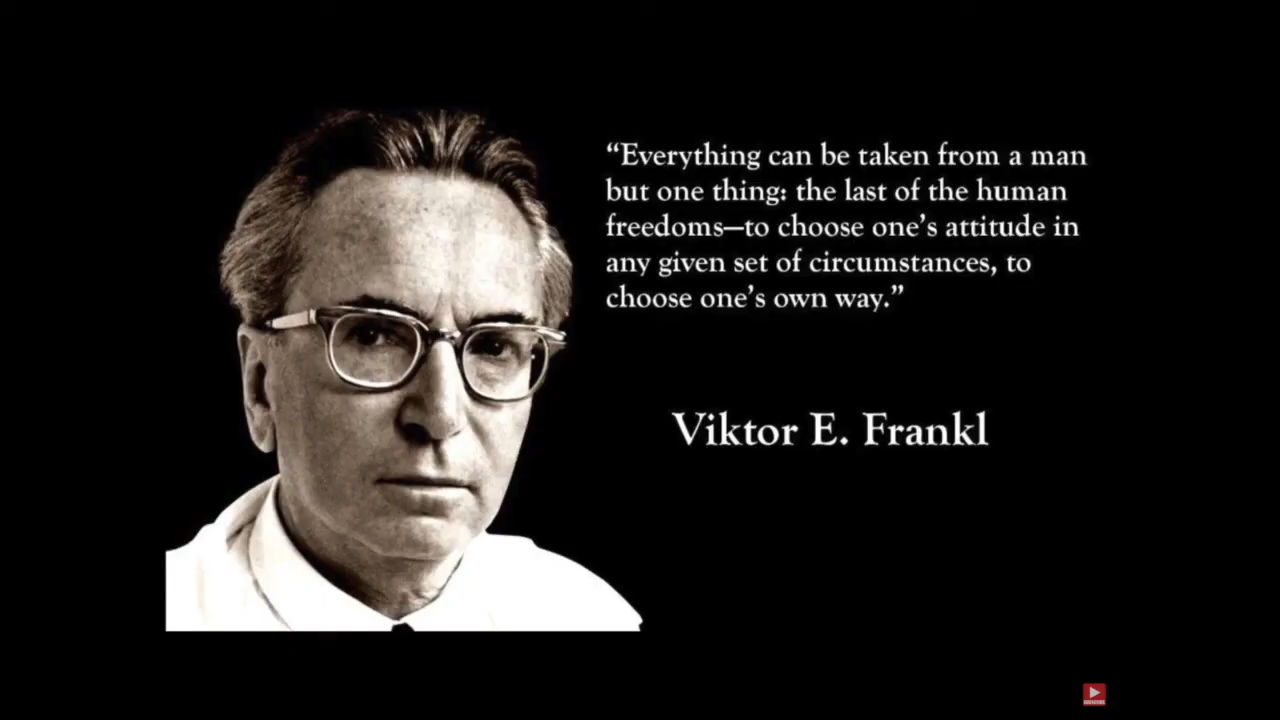 “Everything can be taken from a man
but one thing: the last of the human
freedoms—to choose one’s attitude in
any given set of circumstances, to
choose one’s own way.”
Viktor E. Frankl
SUBSCRIBE